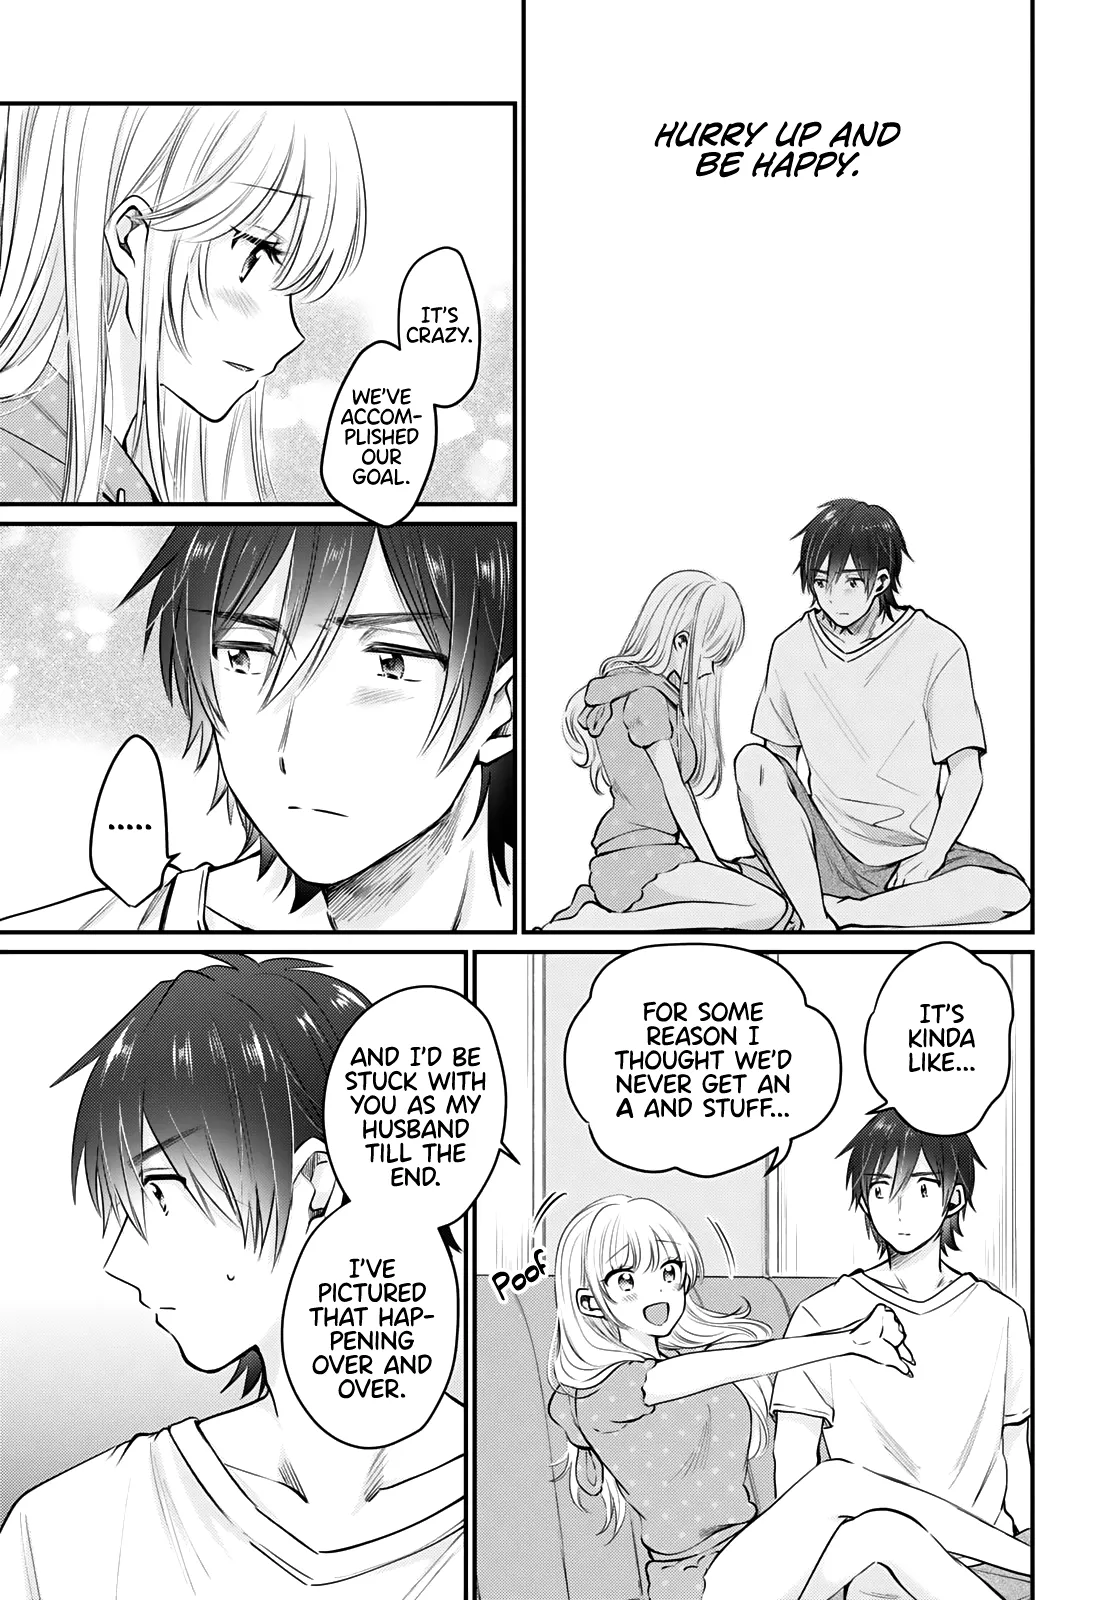 HURRY UP AND
BE HAPPY.
IT'S
CRAZY.
WE'VE
ACCOM-
PLISHED
OUR
GOAL.
......
IT'S
KINDA
LIKE...
FOR SOME
REASON I
THOUGHT WE'D
NEVER GET AN
A AND STUFF...
POOF
AND I'D BE
STUCK WITH
YOU AS MY
HUSBAND
TILL THE
END.
I'VE
PICTURED
THAT HAP-
PENING
OVER AND
OVER.